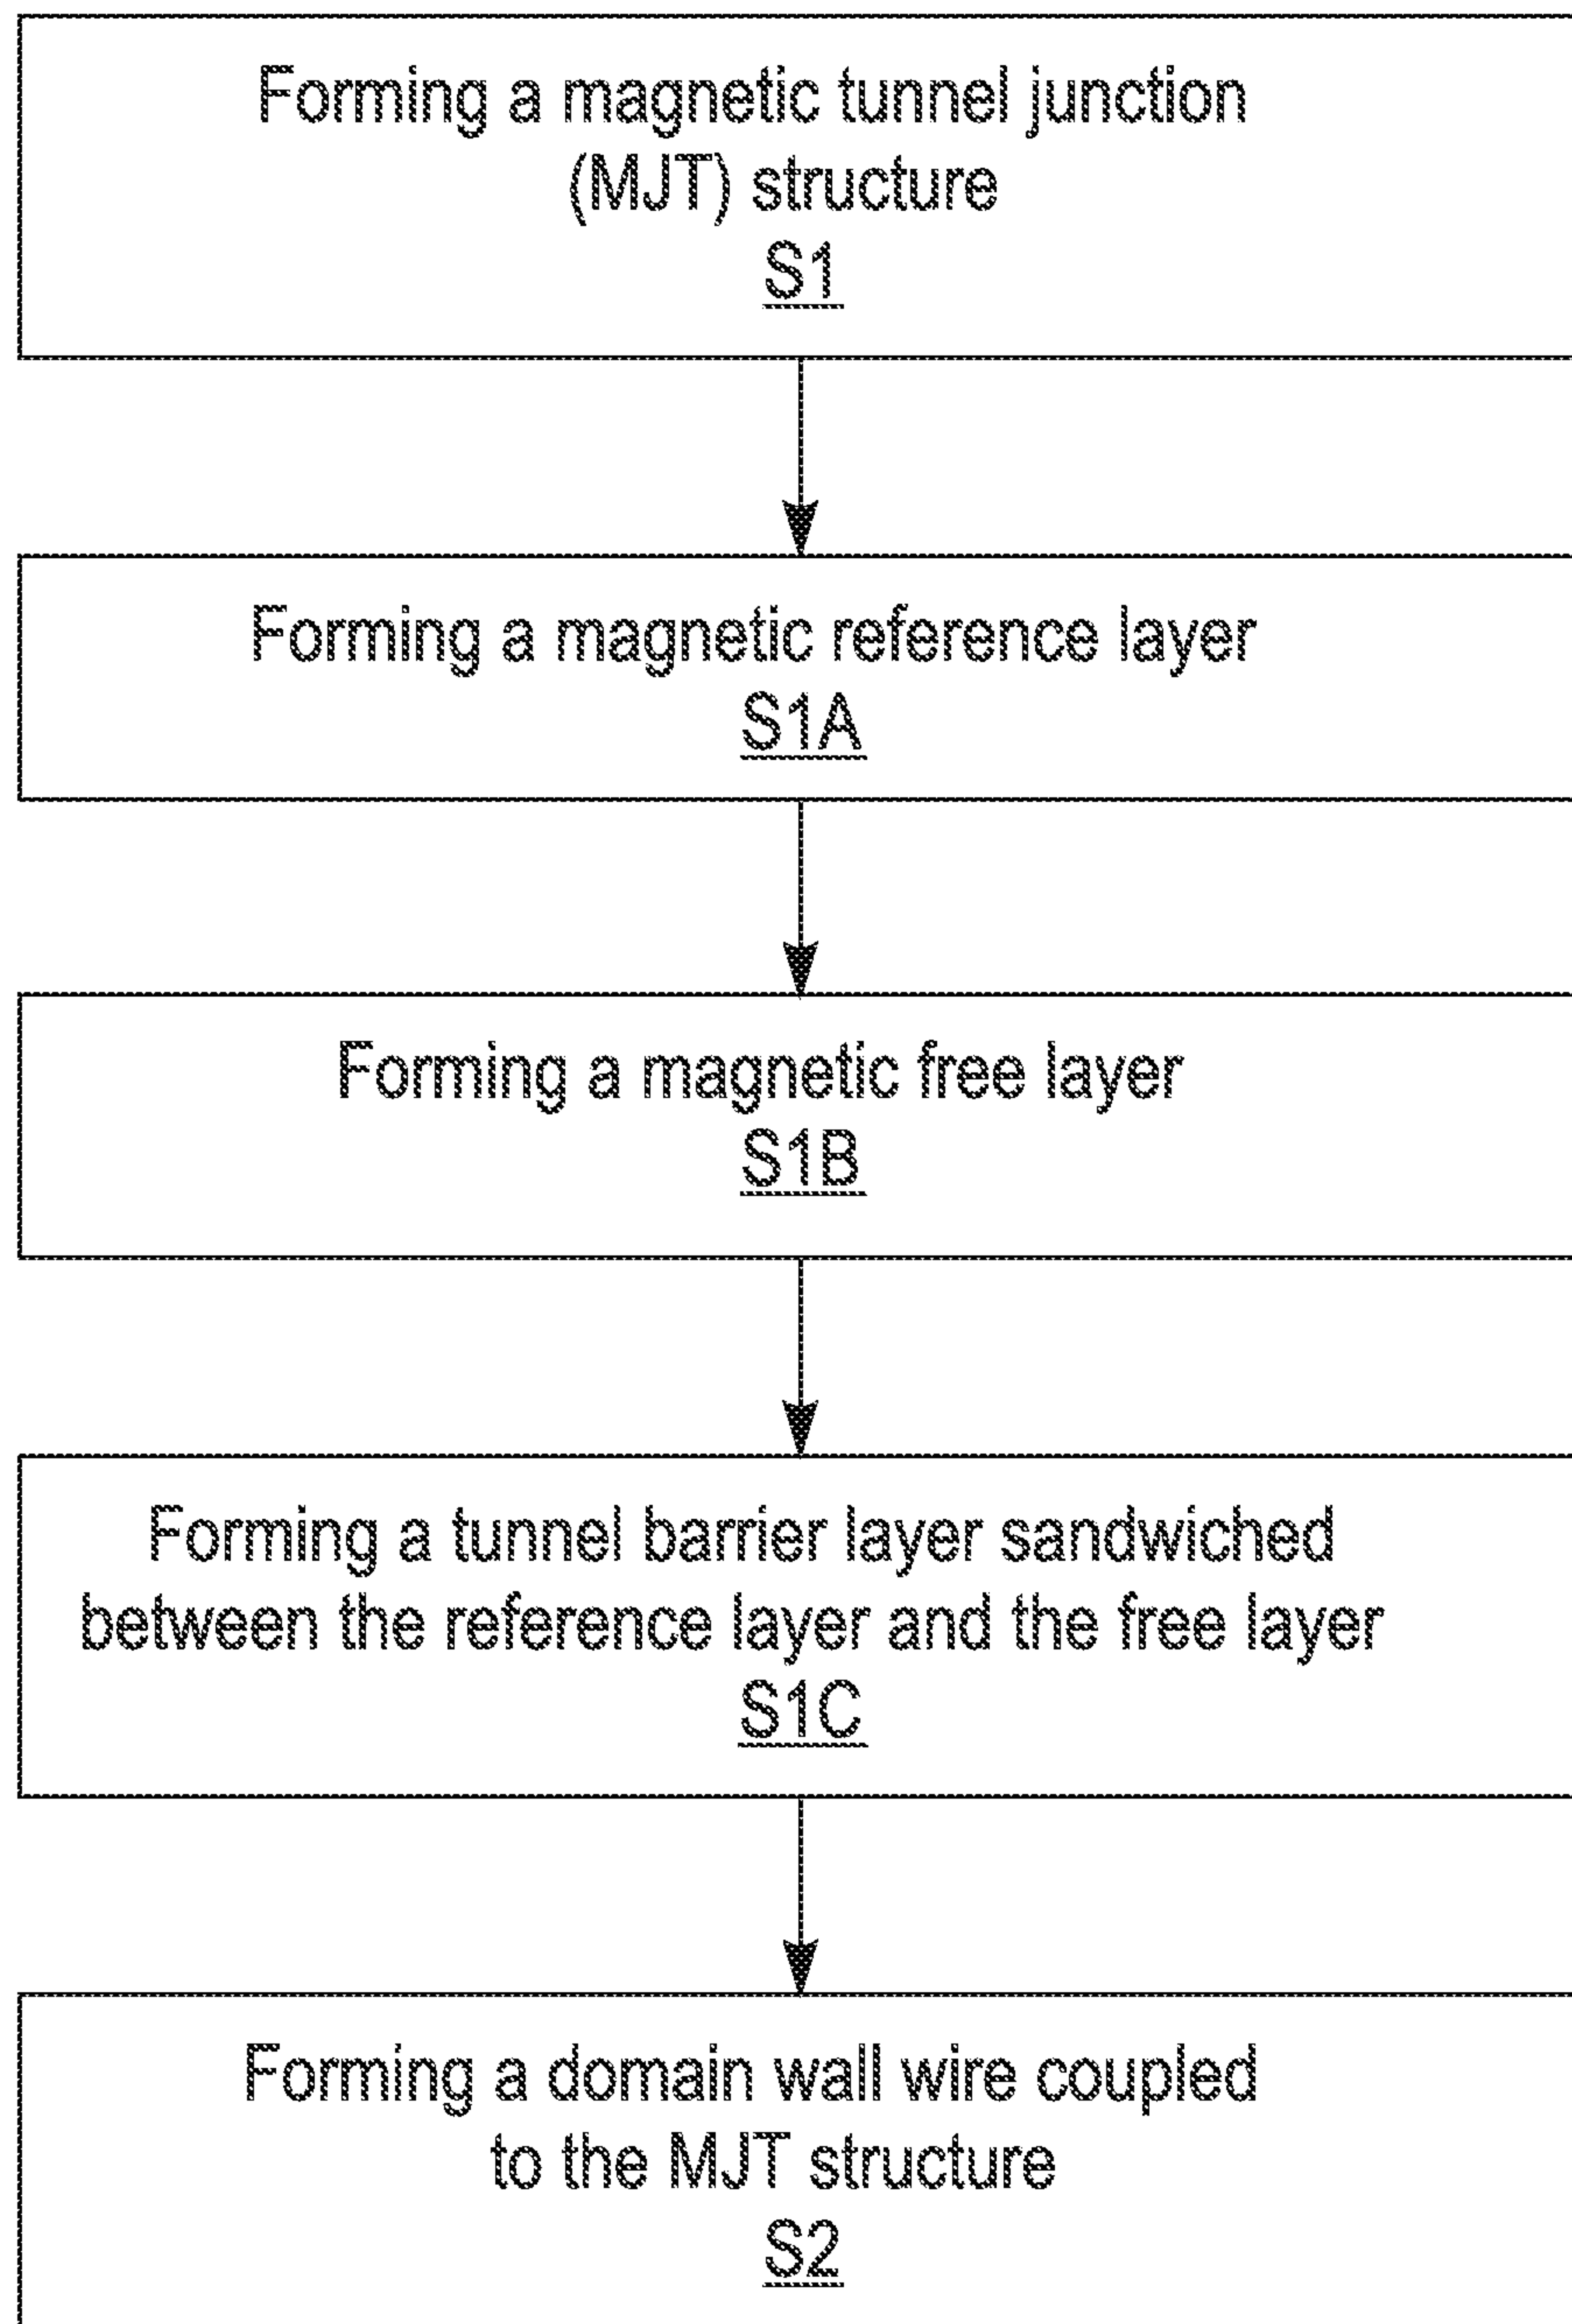 Forming a magnetic tunnel junction
(MJT) structure
S1
Forming a magnetic reference layer
S1A
Forming a magnetic free layer
S1B
Forming a tunnel barrier layer sandwiched
between the reference layer and the free layer
S1C
Forming a domain wall wire coupled
to the MJT structure
S2